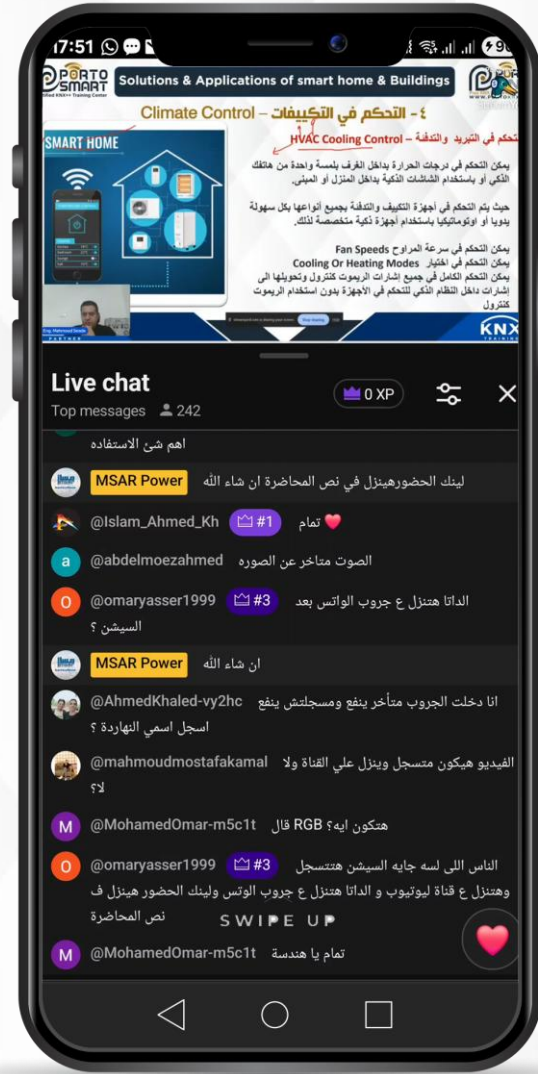 17:51
PORTO SMART
Certified KNX++ Training Center
Solutions & Applications of smart home & Buildings
٤- التحكم في التكييفات – Climate Control
SMART HOME
تحكم في التبريد والتدفئة – HVAC Cooling Control
يمكن التحكم في درجات الحرارة بداخل الغرف بلمسة واحدة من هاتفك
الذكي أو باستخدام الشاشات الذكية بداخل المنزل أو المبنى.
حيث يتم التحكم في أجهزة التكييف والتدفئة بجميع أنواعها بكل سهولة
يدويا أو اوتوماتيكيا باستخدام أجهزة ذكية متخصصة لذلك.
يمكن التحكم في سرعة المراوح Fan Speeds
يمكن التحكم في اختيار Cooling Or Heating Modes
يمكن التحكم الكامل في جميع إشارات الريموت كنترول وتحويلها الى
إشارات داخل النظام الذكي للتحكم في الأجهزة بدون استخدام الريموت
كنترول
PARTNER
KNX
TRAINING
Live chat
Top messages 242
0 XP
اهم شئ الاستفاده
MSAR Power لينك الحضورهينزل في نص المحاضرة ان شاء الله
@Islam_Ahmed_Kh #1 تمام ❤️
a @abdelmoezahmed الصوت متاخر عن الصوره
O @omaryasser1999 #3 الداتا هتنزل ع جروب الواتس بعد
السيشن ؟
MSAR Power ان شاء الله
@AhmedKhaled-vy2hc انا دخلت الجروب متأخر ينفع ومسجلتش ينفع
اسجل اسمي النهاردة ؟
@mahmoudmostafakamal الفيديو هيكون متسجل وينزل علي القناة ولا
لا؟
M @MohamedOmar-m5c1t هتكون ايه؟ RGB قال
O @omaryasser1999 #3 الناس اللى لسه جايه السيشن هتتسجل
وهتنزل ع قناة ليوتيوب و الداتا هتنزل ع جروب الوتس ولينك الحضور هينزل ف
نص المحاضرة
SWIPE UP
M @MohamedOmar-m5c1t تمام يا هندسة